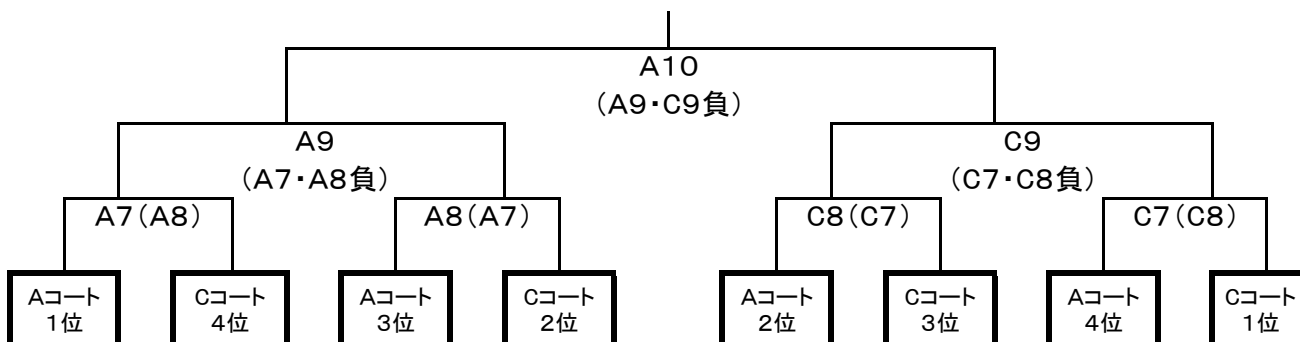 A10
(A9・C9負)
A9
(A7・A8負)
C9
(C7・C8負)
A7(A8)
A8(A7)
C8(C7)
C7(C8)
Aコート
1位
Cコート
4位
Aコート
3位
Cコート
2位
Aコート
2位
Cコート
3位
Aコート
4位
Cコート
1位